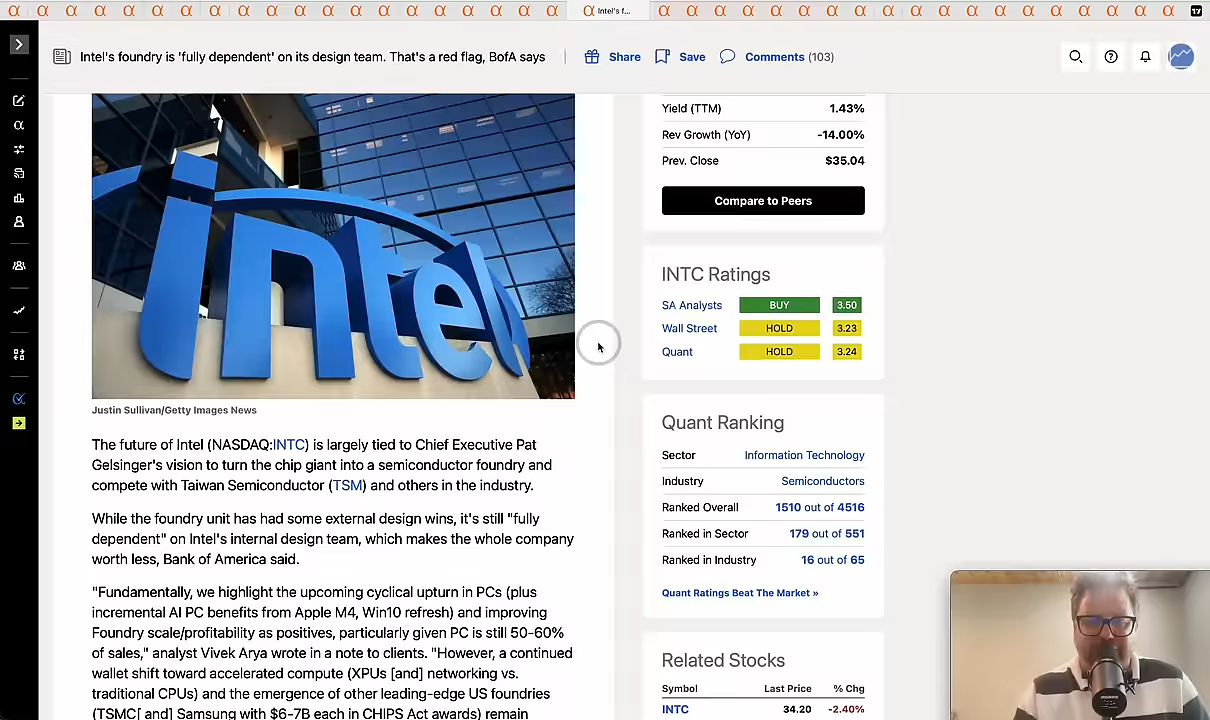 Intel's f...
Intel's foundry is 'fully dependent' on its design team. That's a red flag, BofA says
Share
Save
Comments (103)
intel
Justin Sullivan/Getty Images News
The future of Intel (NASDAQ:INTC) is largely tied to Chief Executive Pat
Gelsinger's vision to turn the chip giant into a semiconductor foundry and
compete with Taiwan Semiconductor (TSM) and others in the industry.
While the foundry unit has had some external design wins, it's still "fully
dependent" on Intel's internal design team, which makes the whole company
worth less, Bank of America said.
"Fundamentally, we highlight the upcoming cyclical upturn in PCs (plus
incremental AI PC benefits from Apple M4, Win10 refresh) and improving
Foundry scale/profitability as positives, particularly given PC is still 50-60%
of sales," analyst Vivek Arya wrote in a note to clients. "However, a continued
wallet shift toward accelerated compute (XPUs [and] networking vs.
traditional CPUs) and the emergence of other leading-edge US foundries
(TSMC[ and] Samsung with $6-7B each in CHIPS Act awards) remain
Yield (TTM) 1.43%
Rev Growth (YoY) -14.00%
Prev. Close $35.04
Compare to Peers
INTC Ratings
SA Analysts BUY 3.50
Wall Street HOLD 3.23
Quant HOLD 3.24
Quant Ranking
Sector Information Technology
Industry Semiconductors
Ranked Overall 1510 out of 4516
Ranked in Sector 179 out of 551
Ranked in Industry 16 out of 65
Quant Ratings Beat The Market »
Related Stocks
Symbol Last Price % Chg
INTC 34.20 -2.40%